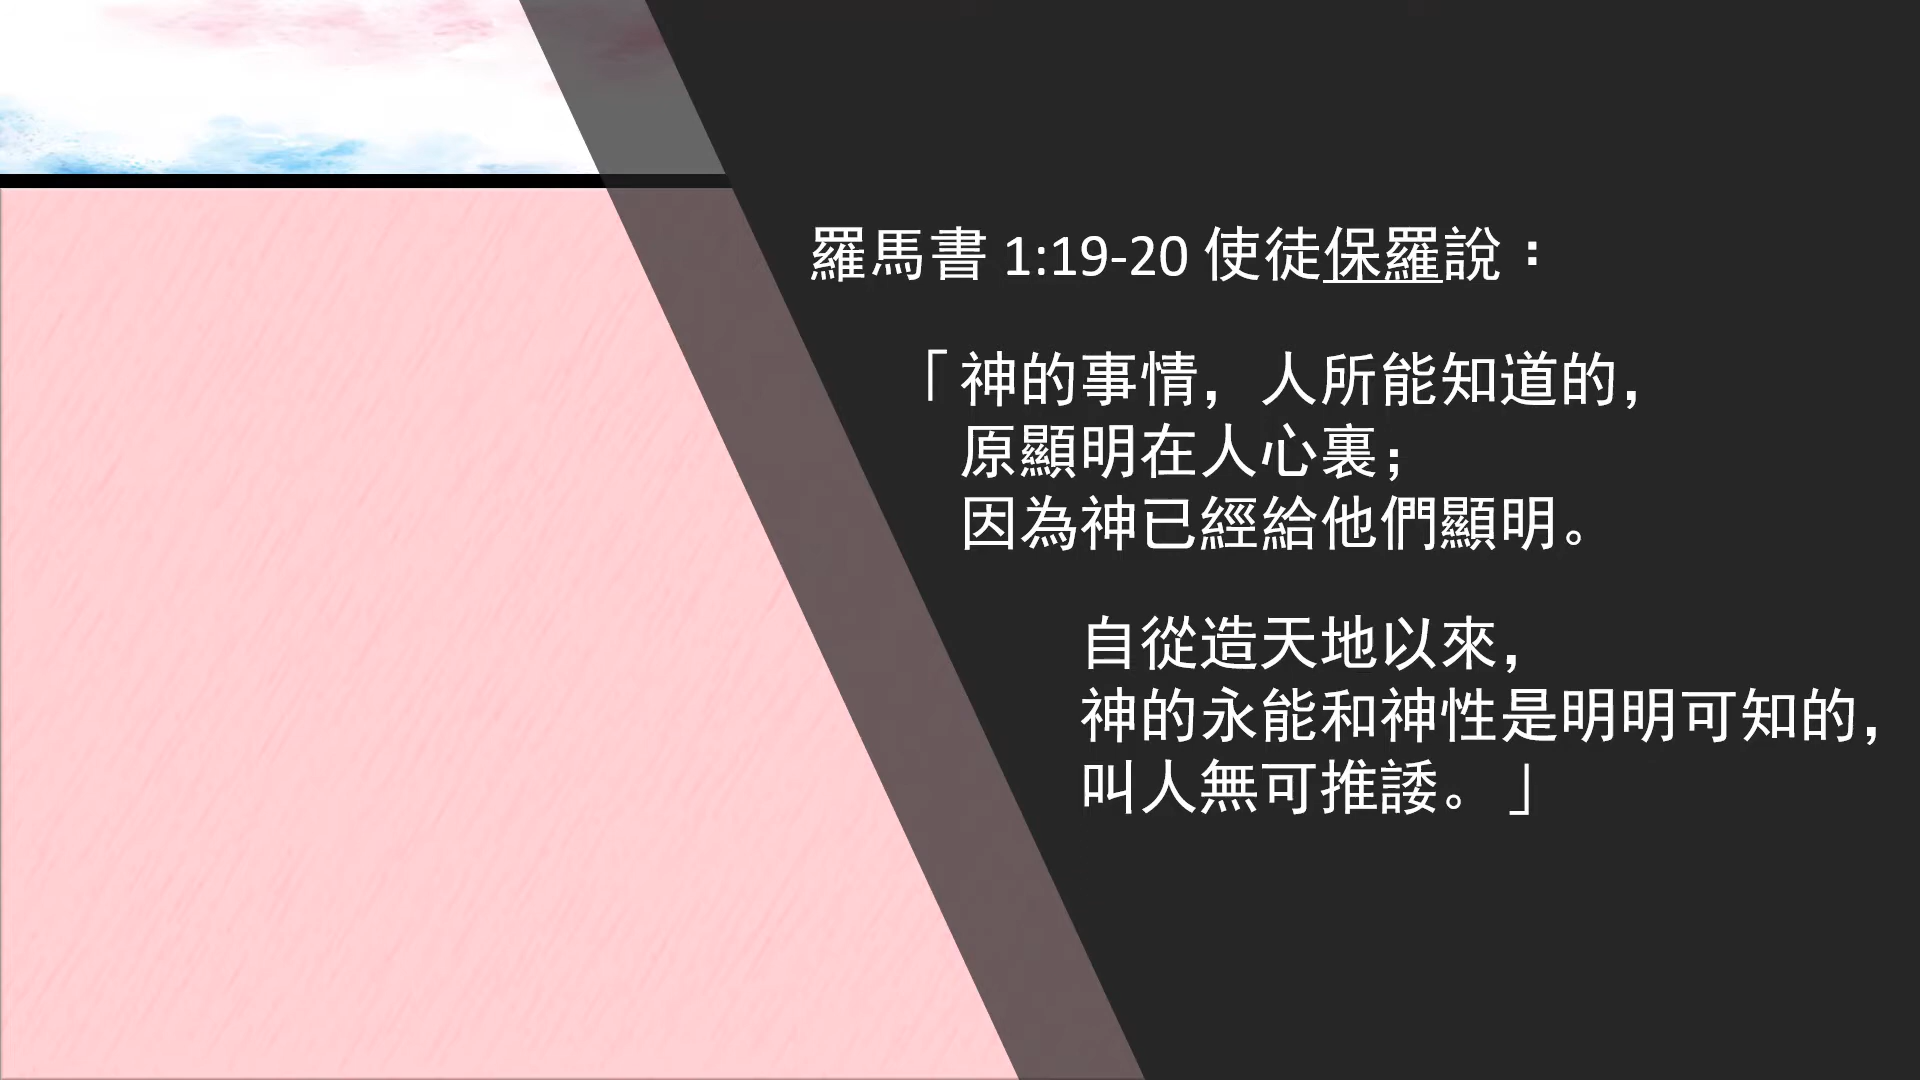 羅馬書 1:19-20 使徒保羅說：
「神的事情，人所能知道的，
原顯明在人心裏；
因為神已經給他們顯明。
自從造天地以來，
神的永能和神性是明明可知的，
叫人無可推諉。」